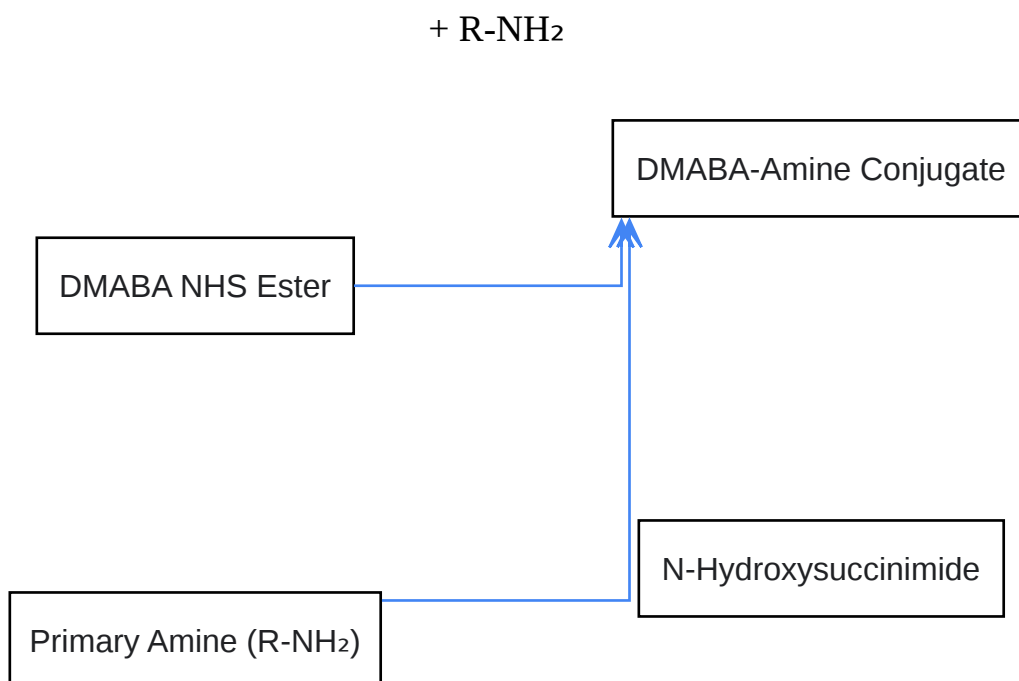 + R-NH₂
DMABA-Amine Conjugate
DMABA NHS Ester
N-Hydroxysuccinimide
Primary Amine (R-NH₂)